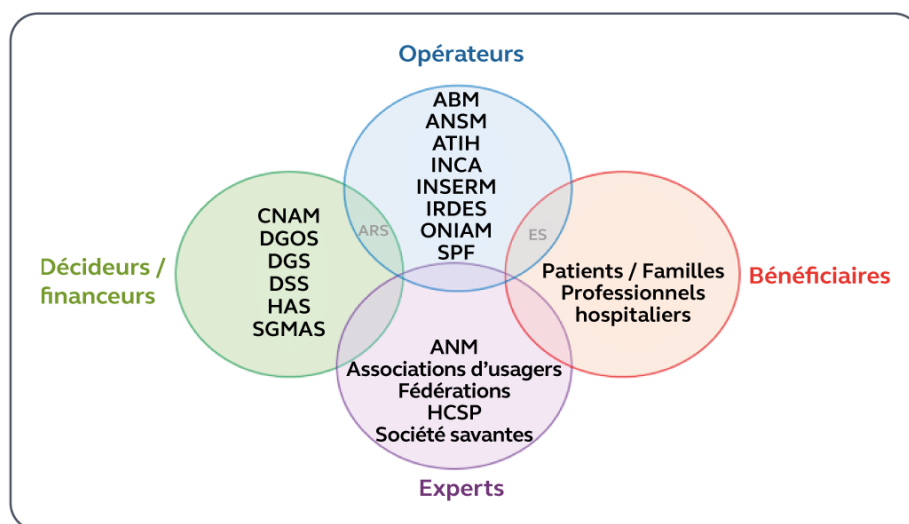 Opérateurs
ABM
ANSM
ATIH
INCA
INSERM
IRDES
ONIAM
SPF
Décideurs /
financeurs
CNAM
DGOS
DGS
DSS
HAS
SGMAS
ARS
ES
Patients / Familles
Professionnels
hospitaliers
Bénéficiaires
ANM
Associations d’usagers
Fédérations
HCSP
Société savantes
Experts